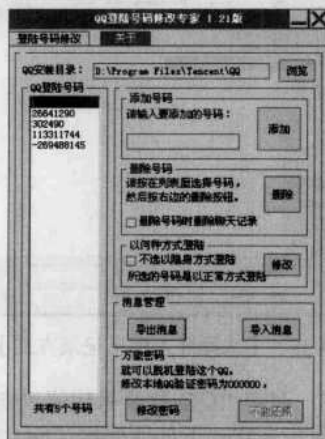 QQ登陆号码修改专家 1.21版
登陆号码修改
关于
QQ安装目录：
D:\Program Files\Tencent\QQ
浏览
QQ登陆号码
26641290
302490
113311744
-269488145
共有5个号码
添加号码
请输入要添加的号码：
添加
删除号码
请按在列表里选择号码，
然后按右边的删除按钮。
删除
删除号码时删除聊天记录
以何种方式登陆
不选以隐身方式登陆
所选的号码是以正常方式登陆
修改
消息管理
导出消息
导入消息
万能密码
就可以脱机登陆这个QQ。
修改本地QQ验证密码为000000，
修改密码
不能还原